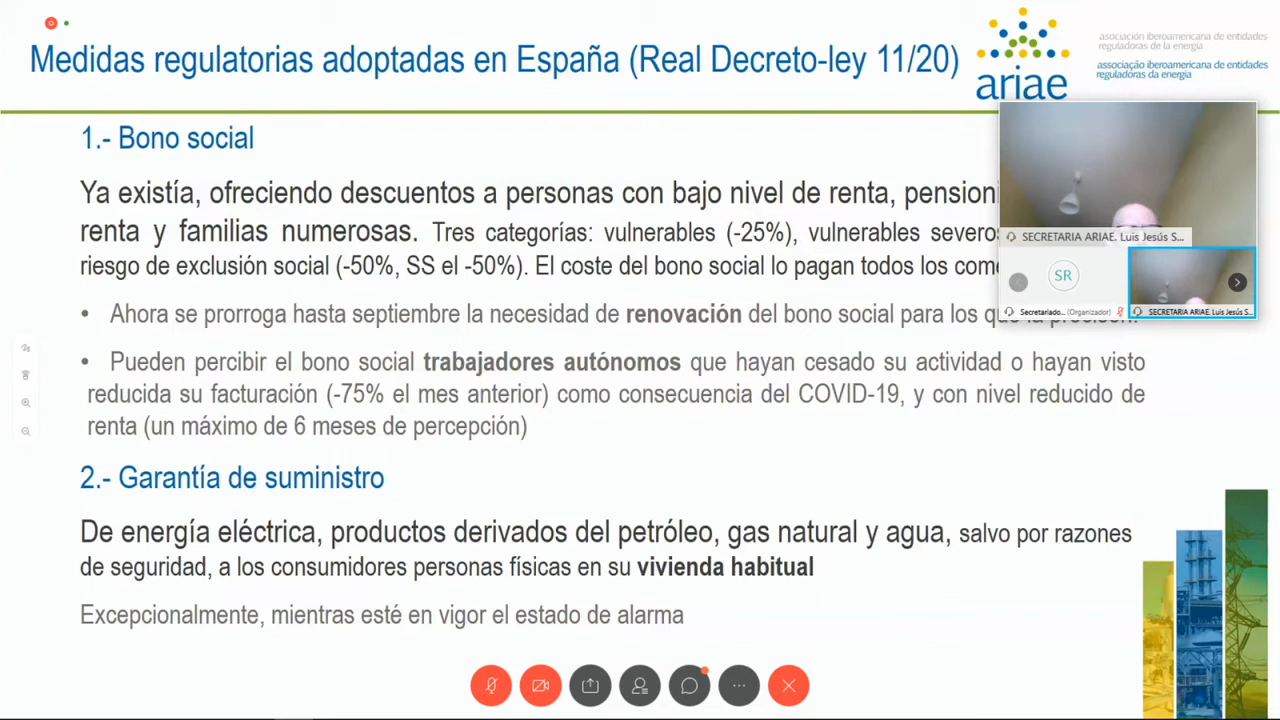 Medidas regulatorias adoptadas en España (Real Decreto-ley 11/20)
ariae
asociación iberoamericana de entidades
reguladoras de la energía
associação iberoamericana de entidades
reguladoras da energia
1.- Bono social
Ya existía, ofreciendo descuentos a personas con bajo nivel de renta,
renta y familias numerosas. Tres categorías: vulnerables (-25%), vulnerables severos
riesgo de exclusión social (-50%, SS el -50%). El coste del bono social lo pagan todos los
• Ahora se prorroga hasta septiembre la necesidad de renovación del bono social para los que
• Pueden percibir el bono social trabajadores autónomos que hayan cesado su actividad o hayan visto
reducida su facturación (-75% el mes anterior) como consecuencia del COVID-19, y con nivel reducido de
renta (un máximo de 6 meses de percepción)
2.- Garantía de suministro
De energía eléctrica, productos derivados del petróleo, gas natural y agua, salvo por razones
de seguridad, a los consumidores personas físicas en su vivienda habitual
Excepcionalmente, mientras esté en vigor el estado de alarma
SECRETARIA ARIAE. Luis Jesús S...
SR
Secretariado... (Organizador)
SECRETARIA ARIAE. Luis Jesús S...